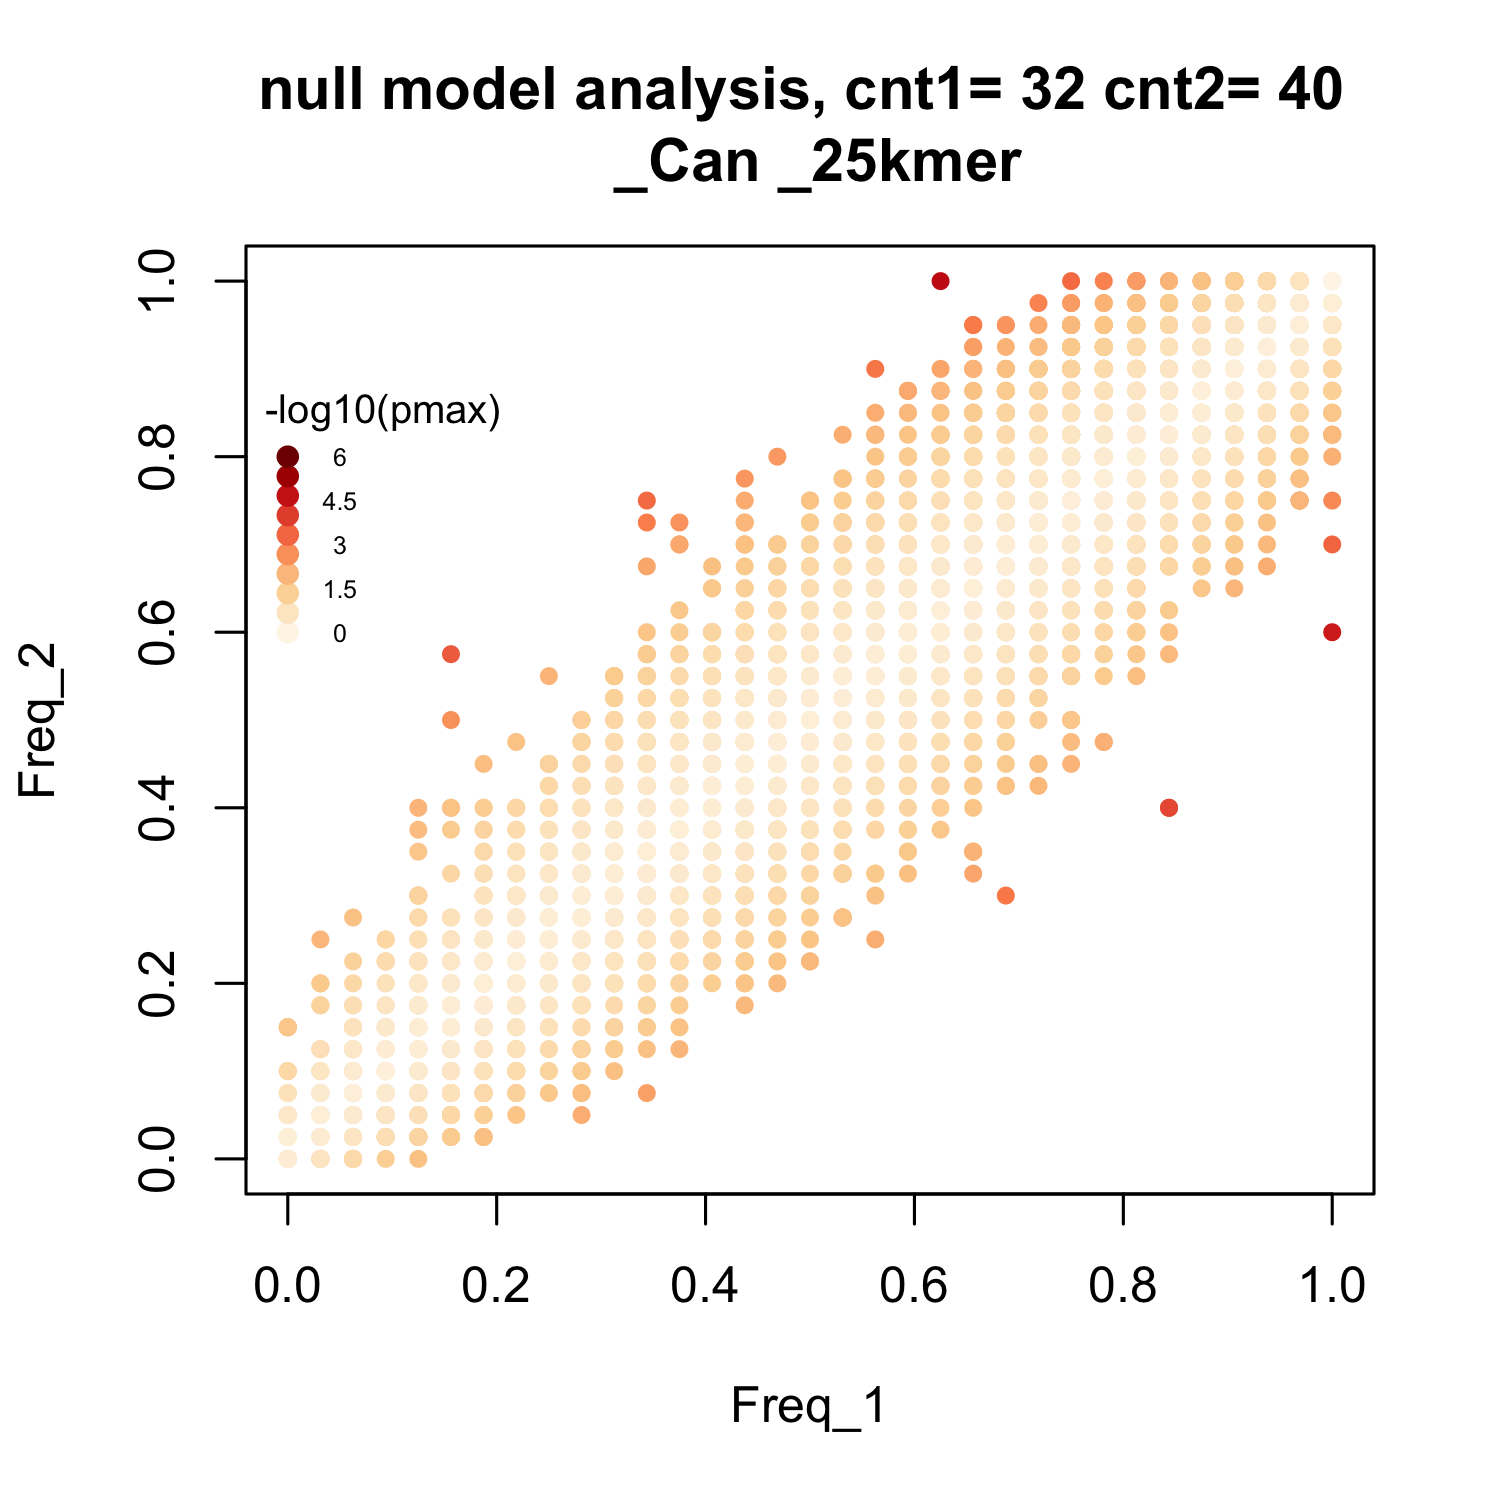 null model analysis, cnt1= 32 cnt2= 40
_Can _25kmer
-log10(pmax)
6
4.5
3
1.5
0
Freq_2
1.0
0.8
0.6
0.4
0.2
0.0
0.0 0.2 0.4 0.6 0.8 1.0
Freq_1